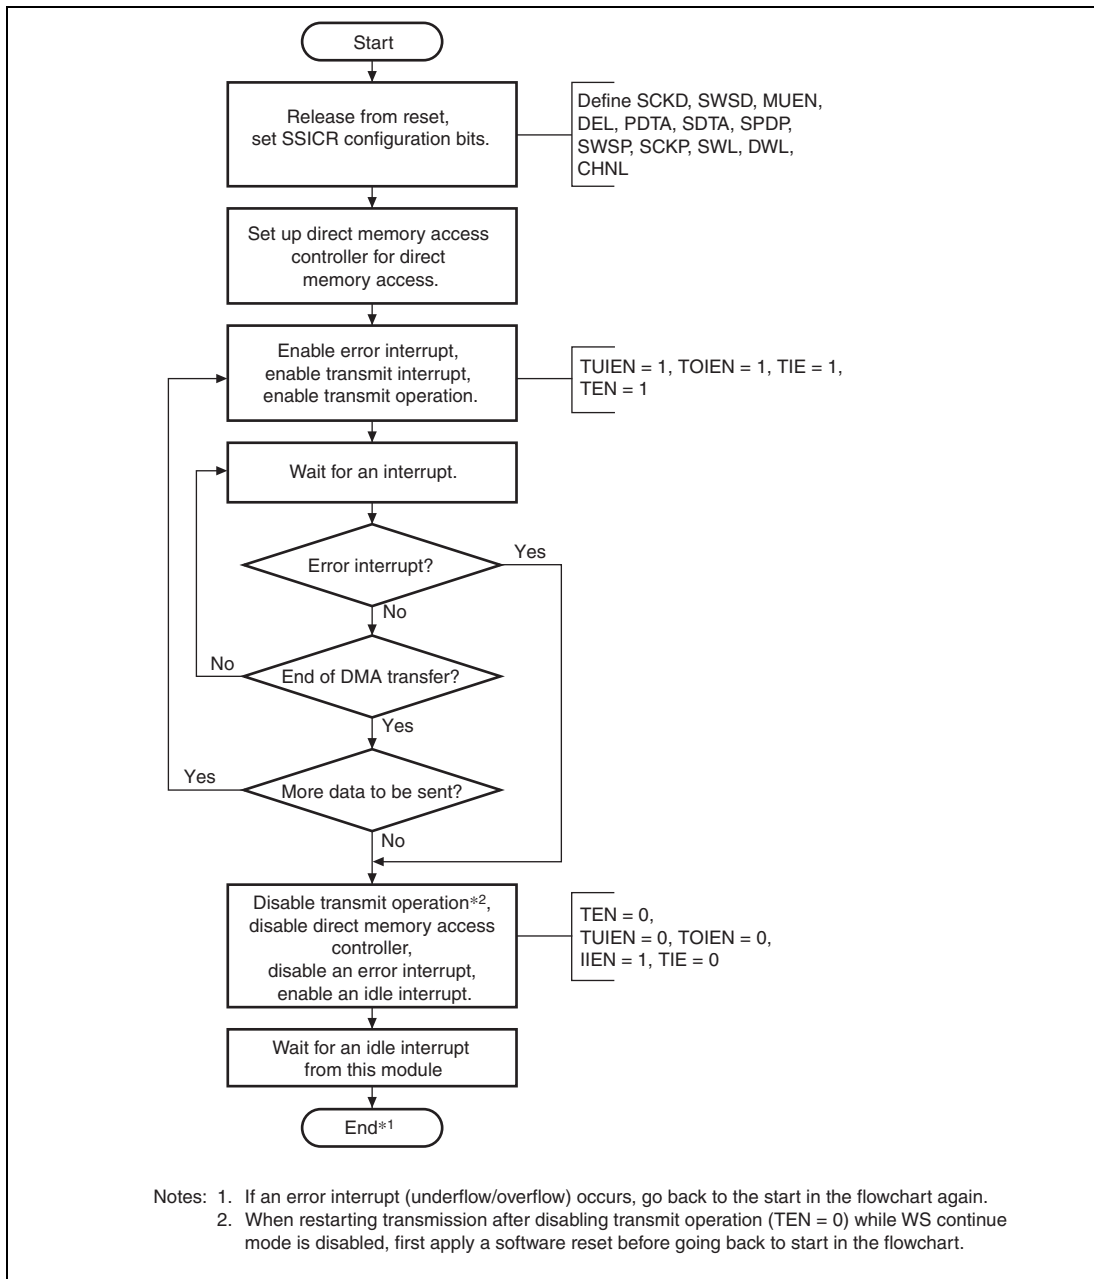 Start
Release from reset,
set SSICR configuration bits.
Define SCKD, SWSD, MUEN,
DEL, PDTA, SDTA, SPDP,
SWSP, SCKP, SWL, DWL,
CHNL
Set up direct memory access
controller for direct
memory access.
Enable error interrupt,
enable transmit interrupt,
enable transmit operation.
TUIEN = 1, TOIEN = 1, TIE = 1,
TEN = 1
Wait for an interrupt.
Error interrupt?
Yes
No
End of DMA transfer?
No
Yes
More data to be sent?
Yes
No
Disable transmit operation*2,
disable direct memory access
controller,
disable an error interrupt,
enable an idle interrupt.
TEN = 0,
TUIEN = 0, TOIEN = 0,
IIEN = 1, TIE = 0
Wait for an idle interrupt
from this module
End*1
Notes: 1. If an error interrupt (underflow/overflow) occurs, go back to the start in the flowchart again.
2. When restarting transmission after disabling transmit operation (TEN = 0) while WS continue
mode is disabled, first apply a software reset before going back to start in the flowchart.